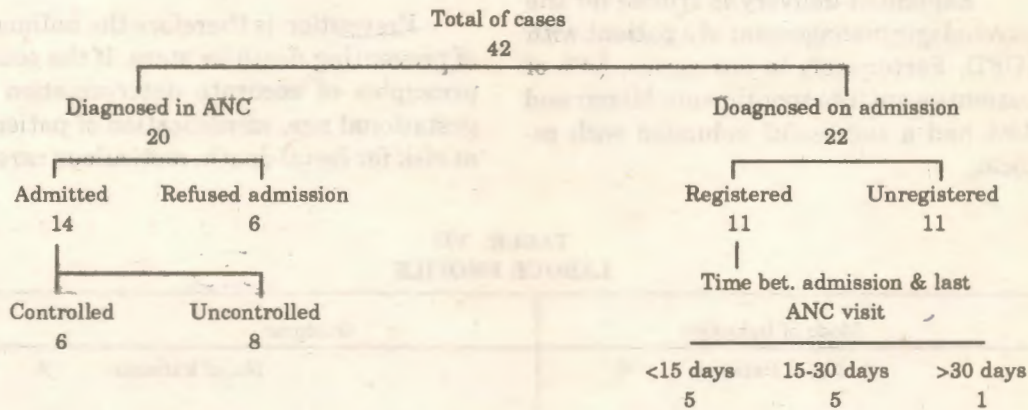 Total of cases
42
Diagnosed in ANC Doagnosed on admission
20 22
Admitted Refused admission Registered Unregistered
14 6 11 11
Time bet. admission & last
ANC visit
Controlled Uncontrolled
6 8
<15 days 15-30 days >30 days
5 5 1